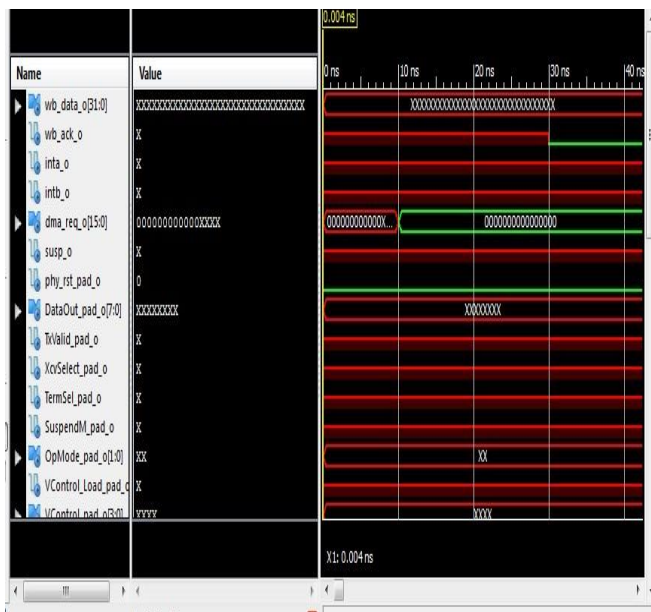 0.004 ns
Name Value
0 ns 10 ns 20 ns 30 ns 40 ns
wb_data_o[31:0] XXXXXXXXXXXXXXXXXXXXXXXXXXXXXXXX XXXXXXXXXXXXXXXXXXXXXXXXXXXXXXXX
wb_ack_o X
inta_o X
intb_o X
dma_req_o[15:0] 000000000000XXXX 000000000000X... 0000000000000000
susp_o X
phy_rst_pad_o 0
DataOut_pad_o[7:0] XXXXXXXX XXXXXXXX
TxValid_pad_o X
XcvSelect_pad_o X
TermSel_pad_o X
SuspendM_pad_o X
OpMode_pad_o[1:0] XX XX
VControl_Load_pad_o X
VControl_pad_o[3:0] XXXX XXXX
X1: 0.004 ns